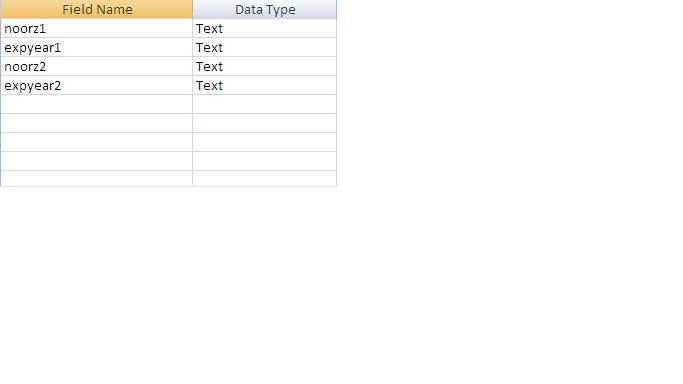 Field Name Data Type
noorz1 Text
expyear1 Text
noorz2 Text
expyear2 Text